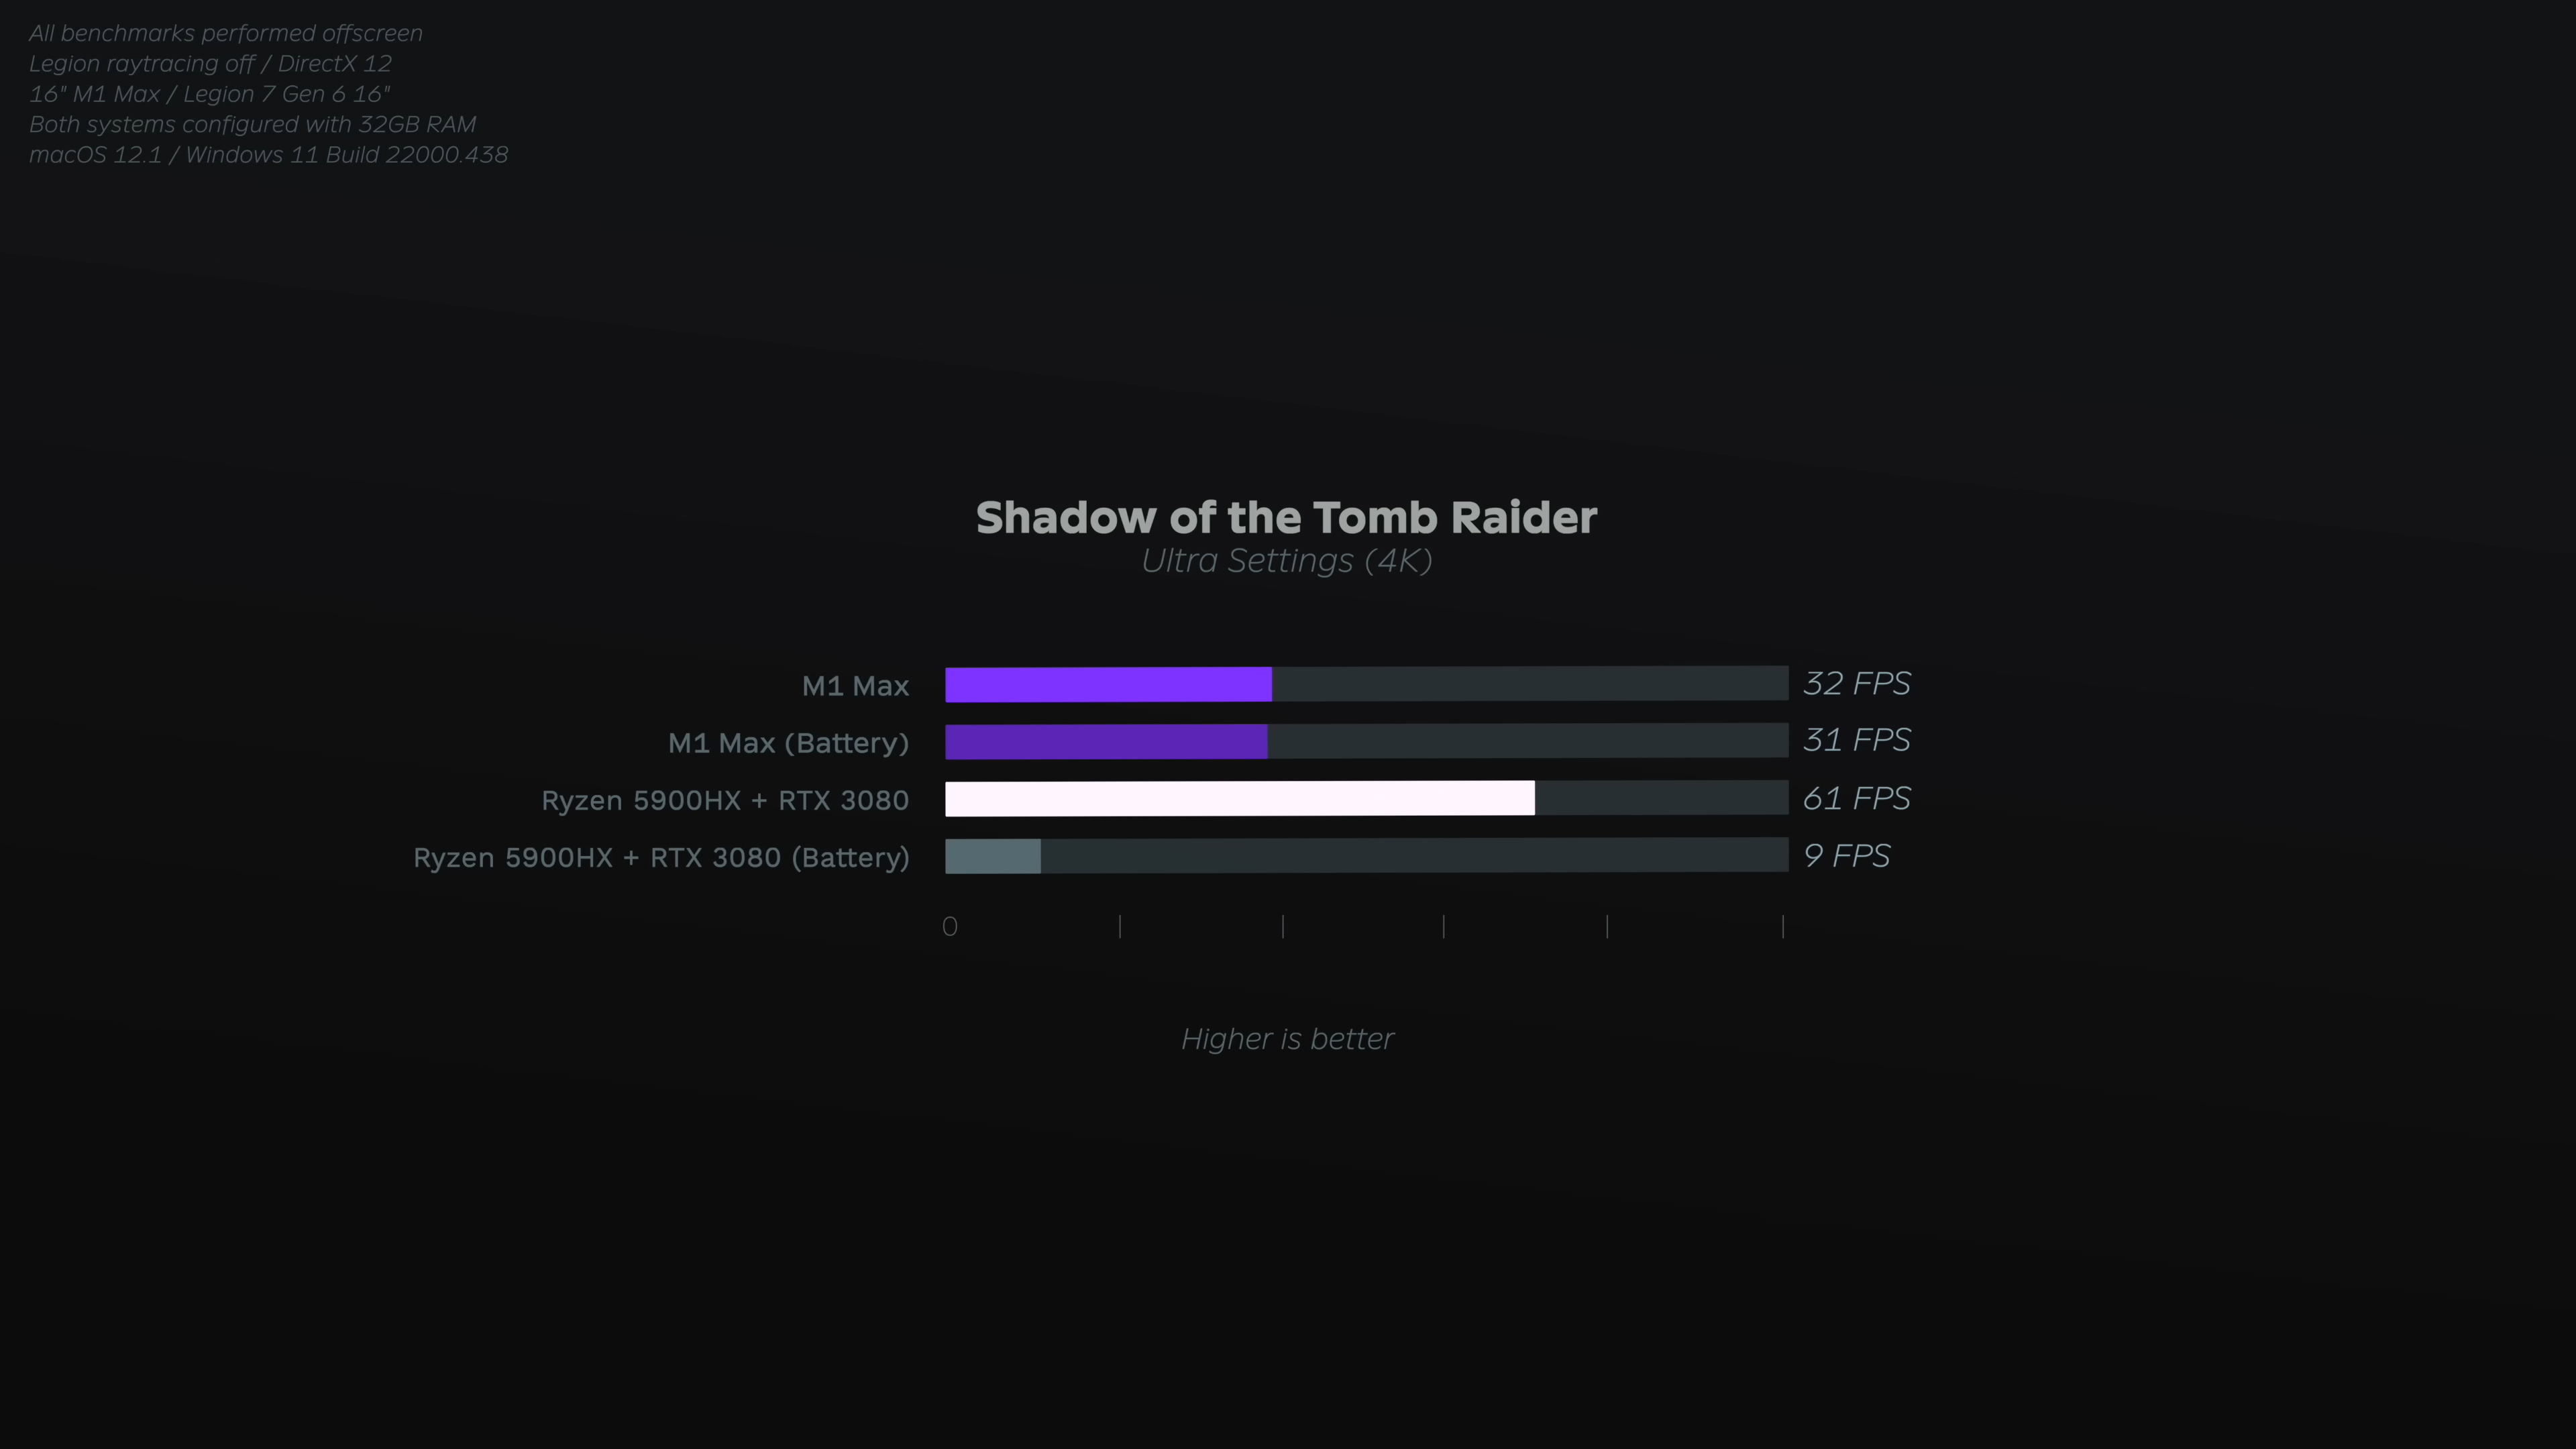 All benchmarks performed offscreen
Legion raytracing off / DirectX 12
16" M1 Max / Legion 7 Gen 6 16"
Both systems configured with 32GB RAM
macOS 12.1 / Windows 11 Build 22000.438
Shadow of the Tomb Raider
Ultra Settings (4K)
M1 Max 32 FPS
M1 Max (Battery) 31 FPS
Ryzen 5900HX + RTX 3080 61 FPS
Ryzen 5900HX + RTX 3080 (Battery) 9 FPS
0
Higher is better